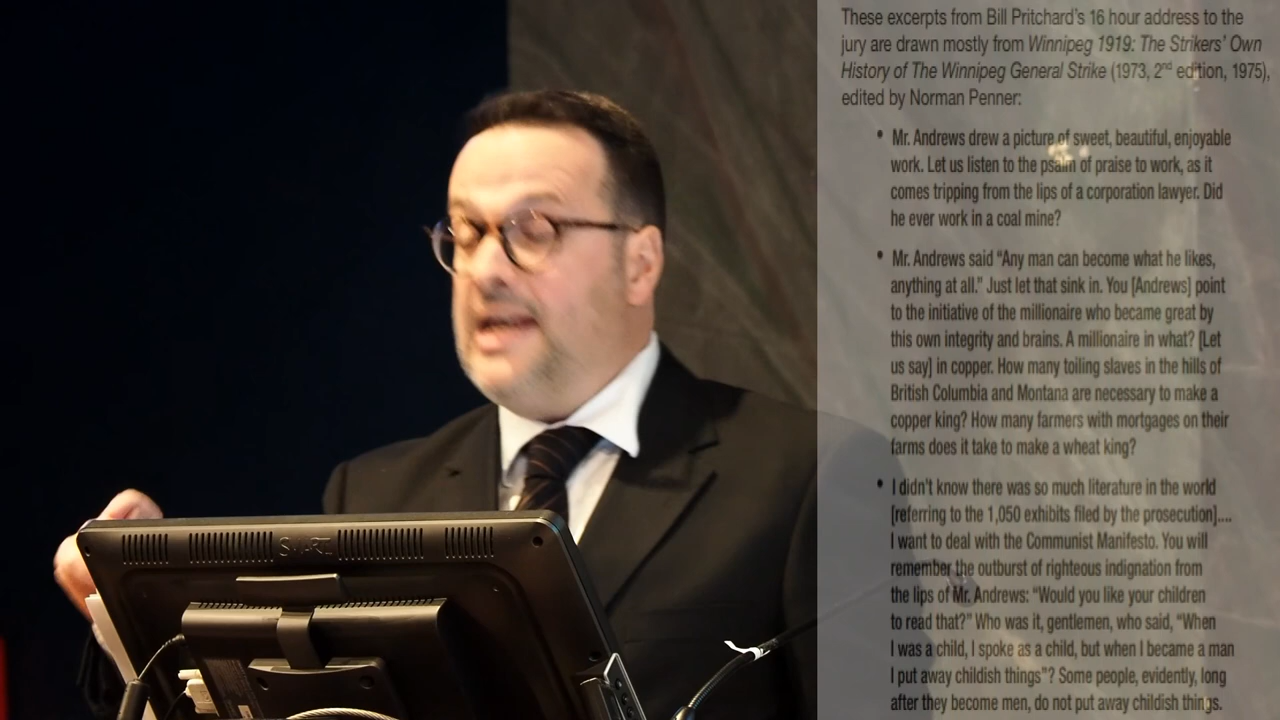 These excerpts from Bill Pritchard's 16 hour address to the
jury are drawn mostly from Winnipeg 1919: The Strikers' Own
History of The Winnipeg General Strike (1973, 2nd edition, 1975),
edited by Norman Penner:
• Mr. Andrews drew a picture of sweet, beautiful, enjoyable
work. Let us listen to the psalm of praise to work, as it
comes tripping from the lips of a corporation lawyer. Did
he ever work in a coal mine?
• Mr. Andrews said “Any man can become what he likes,
anything at all.” Just let that sink in. You [Andrews] point
to the initiative of the millionaire who became great by
this own integrity and brains. A millionaire in what? [Let
us say] in copper. How many toiling slaves in the hills of
British Columbia and Montana are necessary to make a
copper king? How many farmers with mortgages on their
farms does it take to make a wheat king?
• I didn't know there was so much literature in the world
[referring to the 1,050 exhibits filed by the prosecution]....
I want to deal with the Communist Manifesto. You will
remember the outburst of righteous indignation from
the lips of Mr. Andrews: “Would you like your children
to read that?” Who was it, gentlemen, who said, “When
I was a child, I spoke as a child, but when I became a man
I put away childish things”? Some people, evidently, long
after they become men, do not put away childish things.
SMART